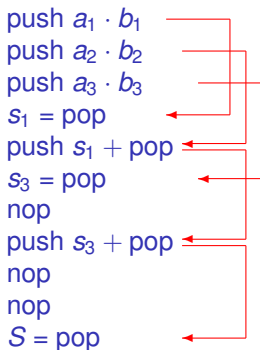 push a₁ · b₁
push a₂ · b₂
push a₃ · b₃
s₁ = pop
push s₁ + pop
s₃ = pop
nop
push s₃ + pop
nop
nop
S = pop